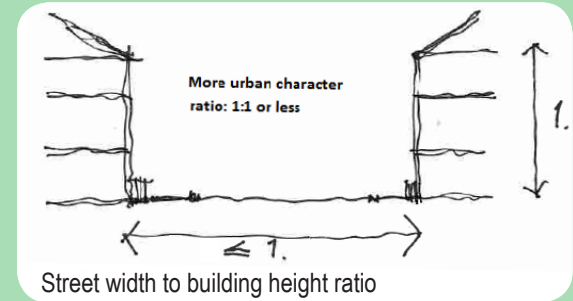 More urban character
ratio: 1:1 or less
1.
≤ 1.
Street width to building height ratio